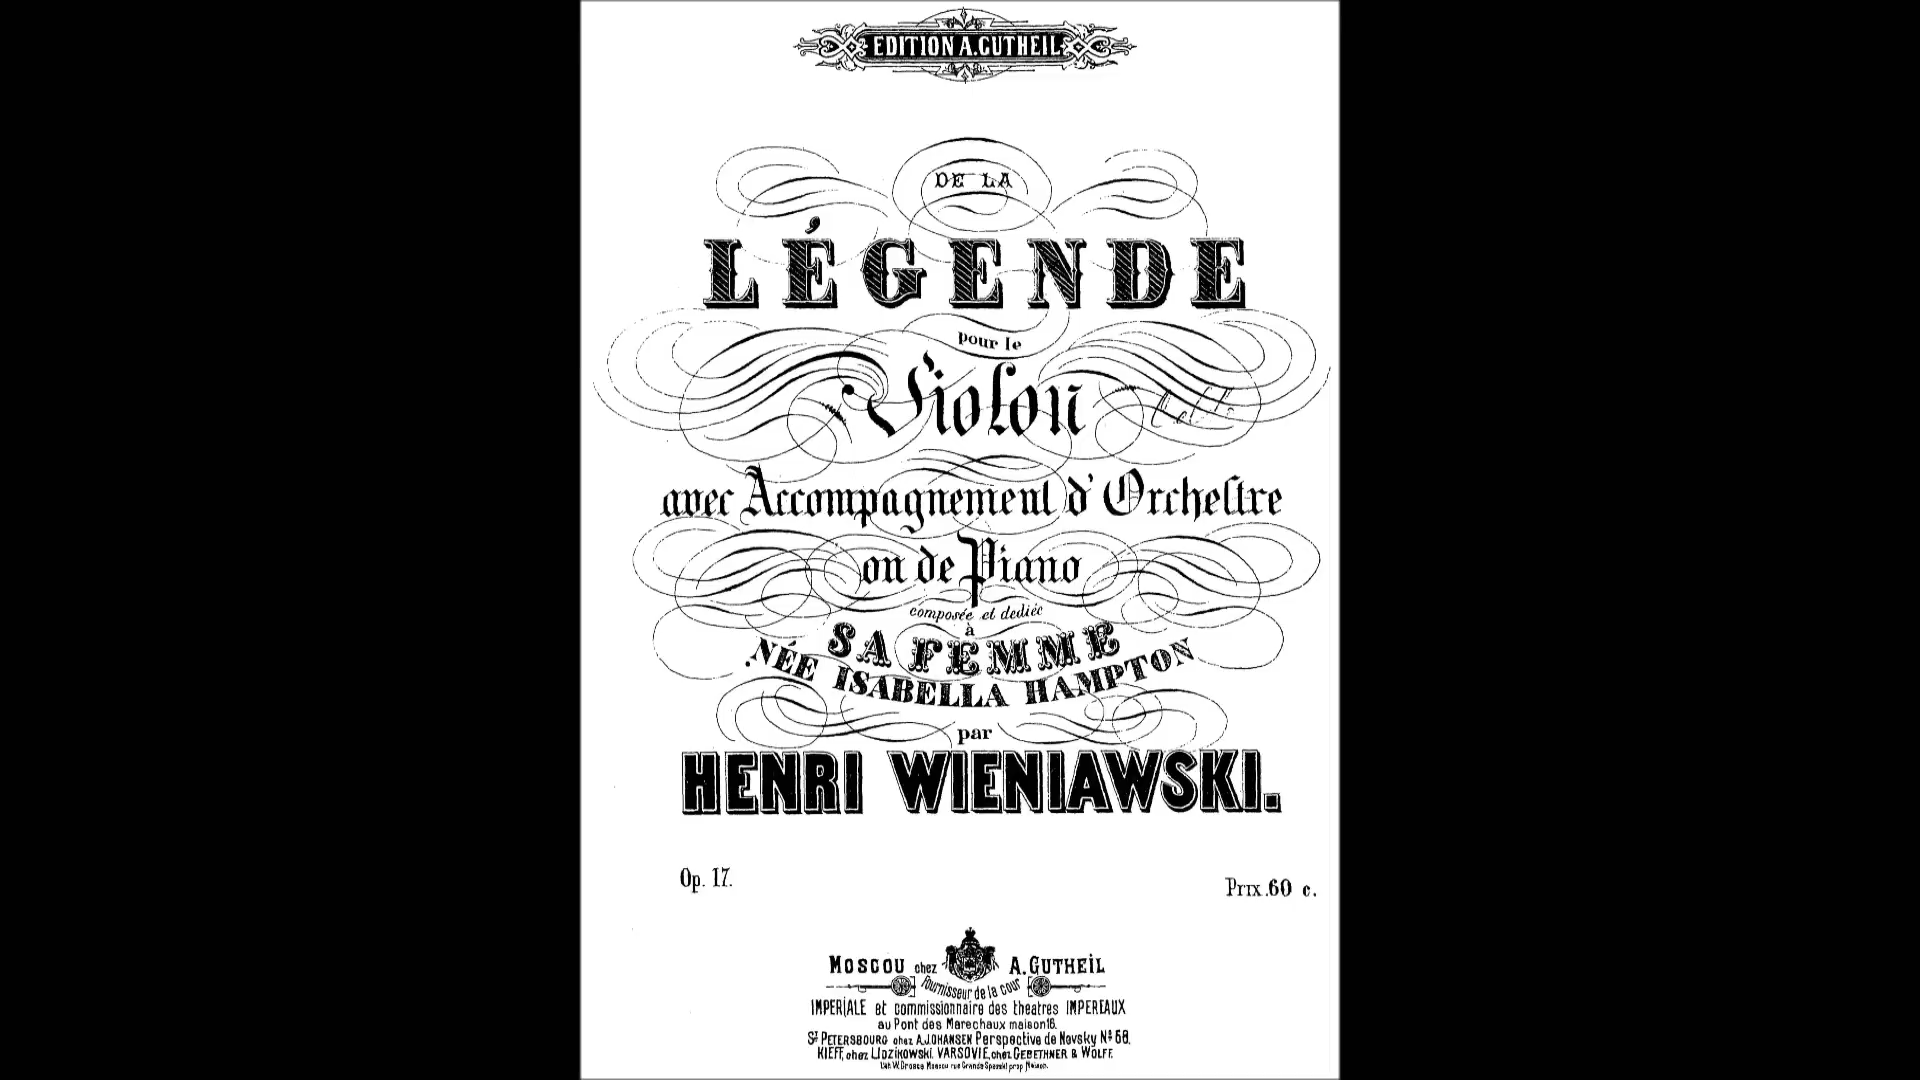 EDITION A. GUTHEIL
DE LA
LÉGENDE
pour le
Violon
avec Accompagnement d'Orchestre
ou de Piano
composée et dediée
à
SA FEMME
NÉE ISABELLA HAMPTON
par
HENRI WIENIAWSKI.
Op. 17.
Prix. 60 c.
MOSCOU chez A. GUTHEIL
fournisseur de la cour
IMPERIALE et commissionnaire des theatres IMPEREAUX
au Pont des Marechaux maison 16.
St PETERSBOURG chez A. JOHANSEN Perspective de Nevsky No 68.
KIEFF, chez L IDZIKOWSKI. VARSOVIE, chez GEBETHNER & WOLFF.